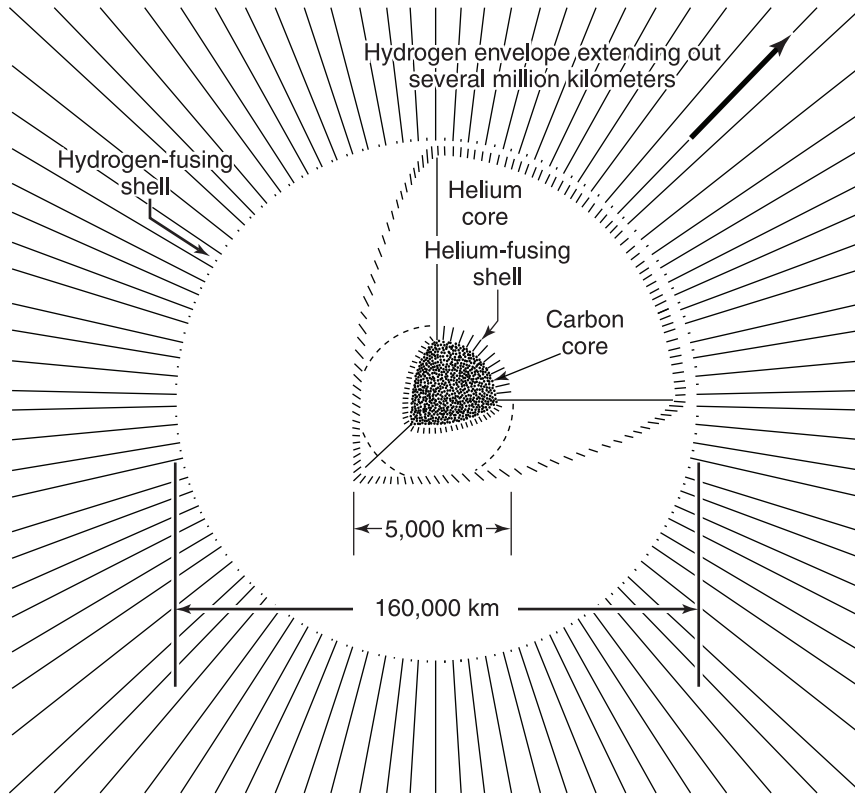 Hydrogen envelope extending out
several million kilometers
Hydrogen-fusing
shell
Helium
core
Helium-fusing
shell
Carbon
core
5,000 km
160,000 km